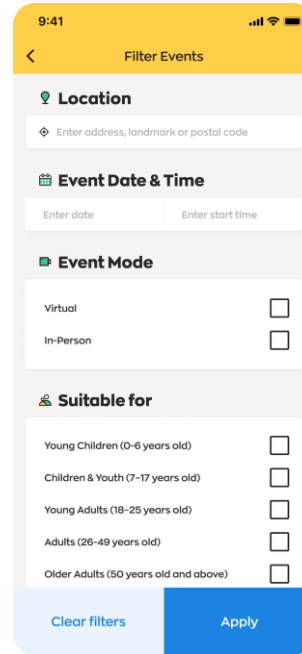 9:41
Filter Events
Location
Enter address, landmark or postal code
Event Date & Time
Enter date Enter start time
Event Mode
Virtual
In-Person
Suitable for
Young Children (0-6 years old)
Children & Youth (7-17 years old)
Young Adults (18-25 years old)
Adults (26-49 years old)
Older Adults (50 years old and above)
Clear filters Apply